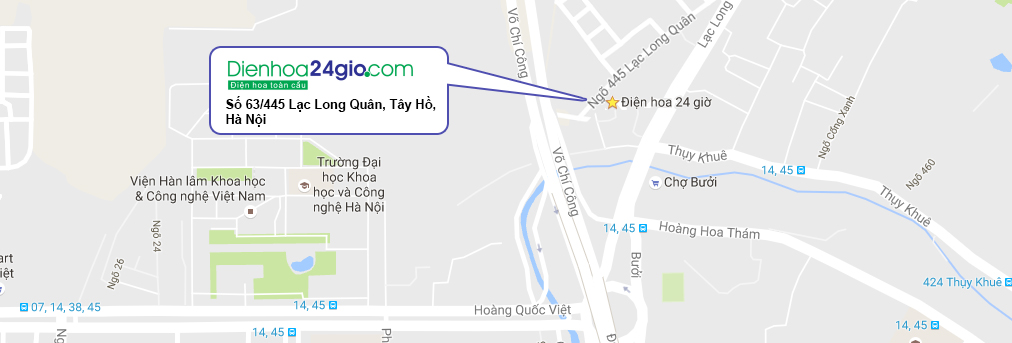 Dienhoa24gio.com
Điện hoa toàn cầu
Số 63/445 Lạc Long Quân, Tây Hồ,
Hà Nội
Võ Chí Công
Ngõ 445 Lạc Long Quân
Lạc Long
Điện hoa 24 giờ
Ngõ Cống Xanh
Thụy Khuê
14, 45
Ngõ 460
Võ Chí Công
Chợ Bưởi
Thụy Khuê
Trường Đại
học Khoa
học và Công
nghệ Hà Nội
Viện Hàn lâm Khoa học
& Công nghệ Việt Nam
Ngõ 24
14, 45
Hoàng Hoa Thám
Bưởi
art
iệt
Ngõ 26
424 Thụy Khuê
07, 14, 38, 45
14, 45
Hoàng Quốc Việt
14, 45
14, 45
Ng
Ph
Đ